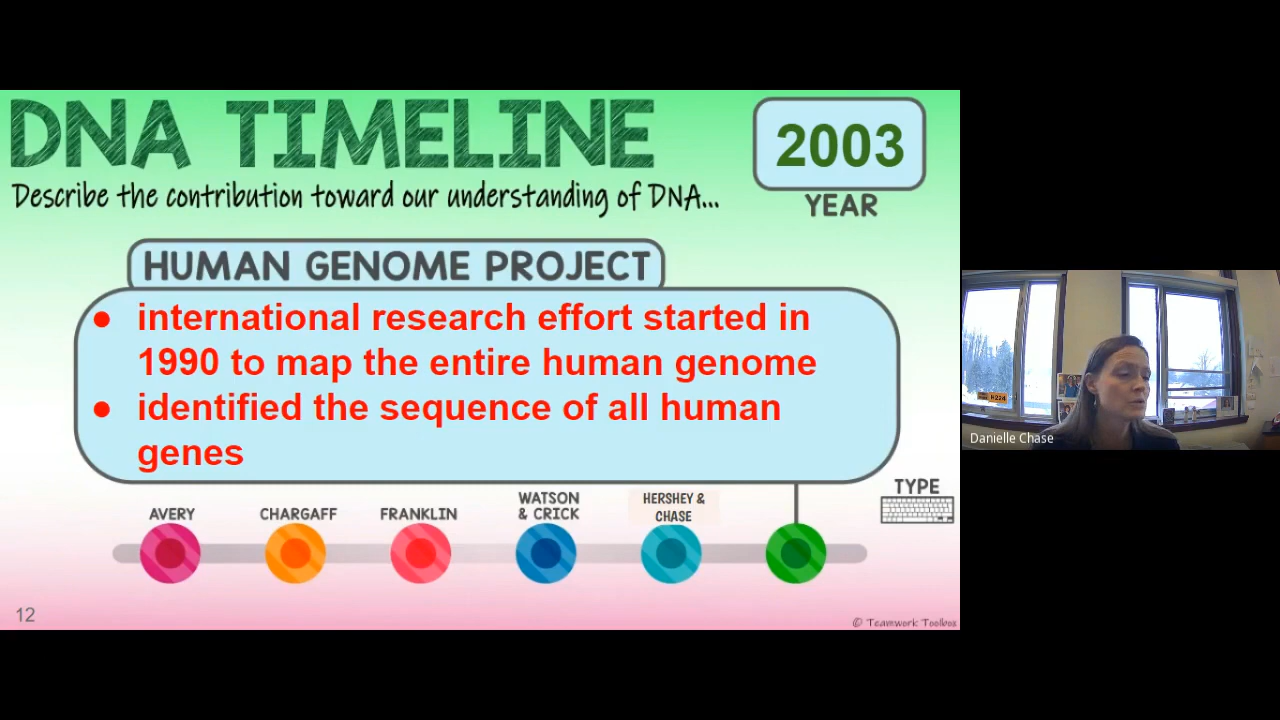 DNA TIMELINE
2003
Describe the contribution toward our understanding of DNA...
YEAR
HUMAN GENOME PROJECT
● international research effort started in
1990 to map the entire human genome
● identified the sequence of all human
genes
TYPE
AVERY
CHARGAFF
FRANKLIN
WATSON
& CRICK
HERSHEY &
CHASE
12
© Teamwork Toolbox
Danielle Chase